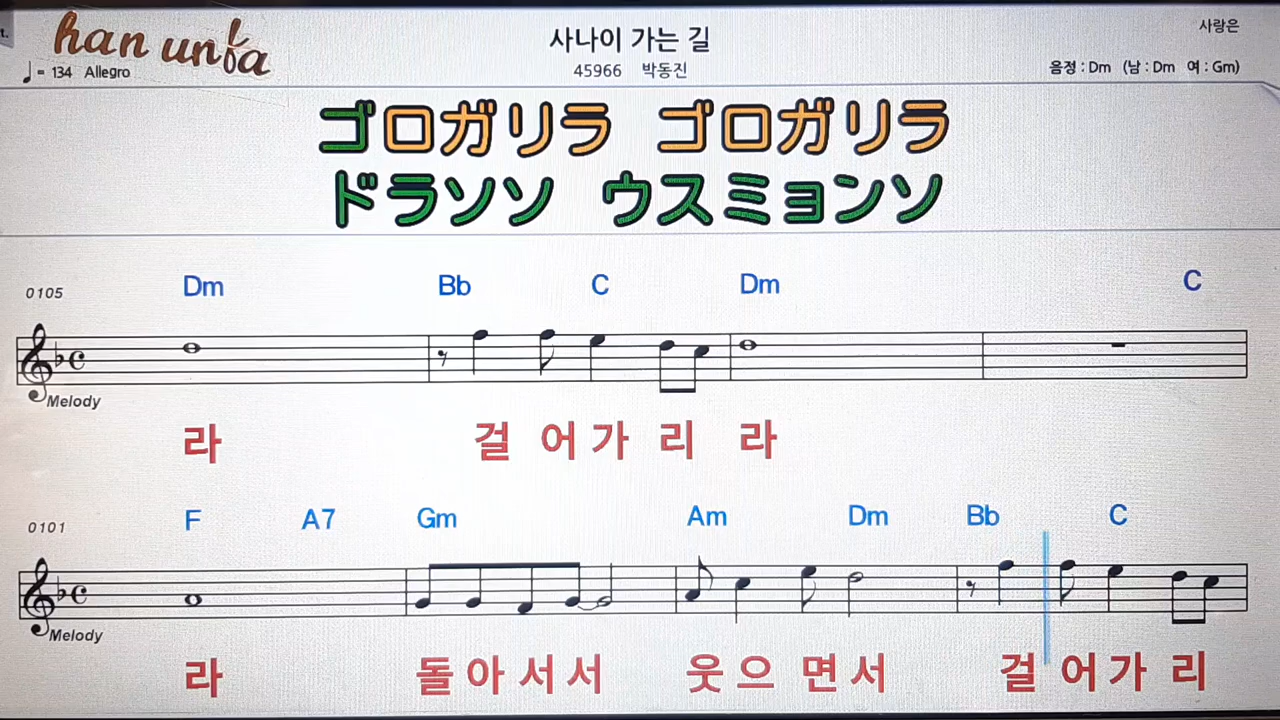 t.
han unfa
사나이 가는 길
사랑은
♩= 134 Allegro
45966 박동진
음정 : Dm (남 : Dm 여 : Gm)
ゴロガリラ ゴロガリラ
ドラソソ ウスミョンソ
0105 Dm Bb C Dm C
Melody
라 걸 어 가 리 라
0101 F A7 Gm Am Dm Bb C
Melody
라 돌 아 서 서 웃 으 면 서 걸 어 가 리